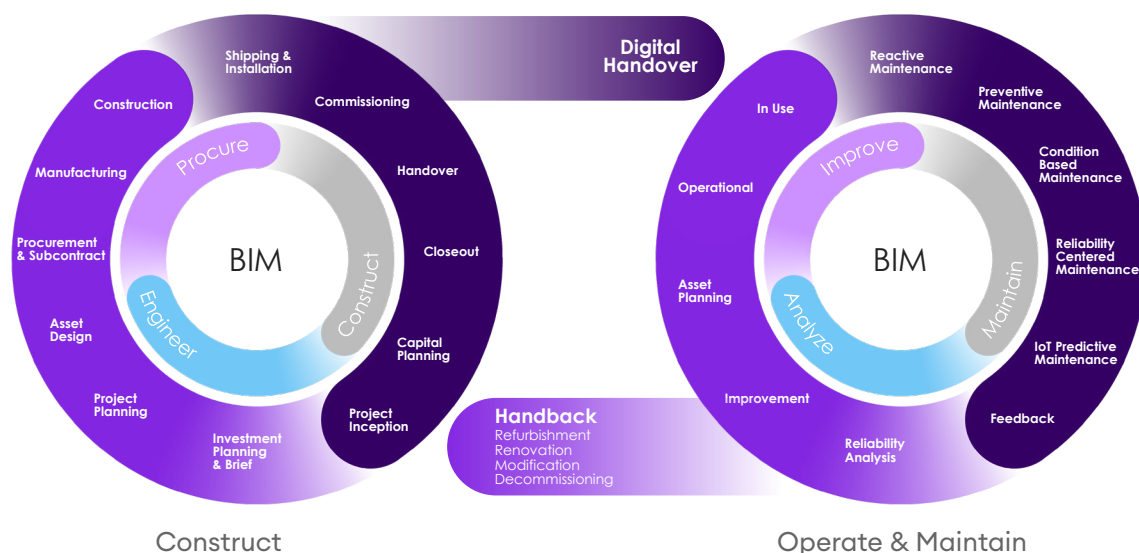 Shipping &
Installation
Construction
Commissioning
Manufacturing
Handover
Procurement
& Subcontract
Closeout
Asset
Design
Capital
Planning
Project
Planning
Project
Inception
Investment
Planning
& Brief
Procure
Construct
Engineer
BIM
Construct
Digital
Handover
Handback
Refurbishment
Renovation
Modification
Decommissioning
Reactive
Maintenance
In Use
Preventive
Maintenance
Operational
Condition
Based
Maintenance
Asset
Planning
Reliability
Centered
Maintenance
IoT Predictive
Maintenance
Improvement
Feedback
Reliability
Analysis
Improve
Maintain
Analyze
BIM
Operate & Maintain